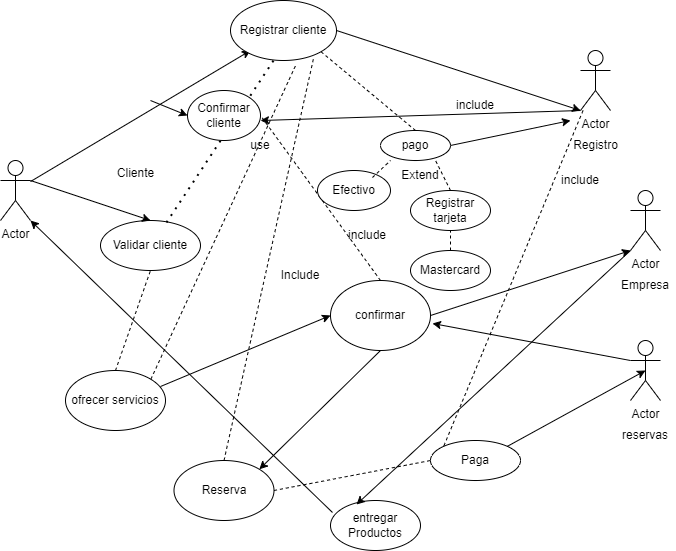 Registrar cliente
Confirmar
cliente
include
Actor
Registro
use
pago
Cliente
Efectivo
Extend
include
Registrar
tarjeta
Actor
Validar cliente
include
Include
Mastercard
Actor
Empresa
confirmar
ofrecer servicios
Actor
reservas
Paga
Reserva
entregar
Productos